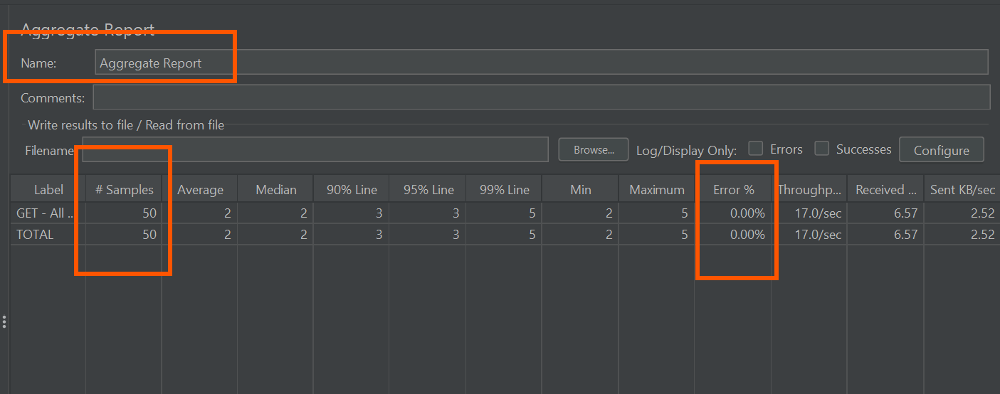 Aggregate Report
Name: Aggregate Report
Comments:
Write results to file / Read from file
Filename Browse... Log/Display Only: Errors Successes Configure
Label # Samples Average Median 90% Line 95% Line 99% Line Min Maximum Error % Throughp... Received ... Sent KB/sec
GET - All ... 50 2 2 3 3 5 2 5 0.00% 17.0/sec 6.57 2.52
TOTAL 50 2 2 3 3 5 2 5 0.00% 17.0/sec 6.57 2.52